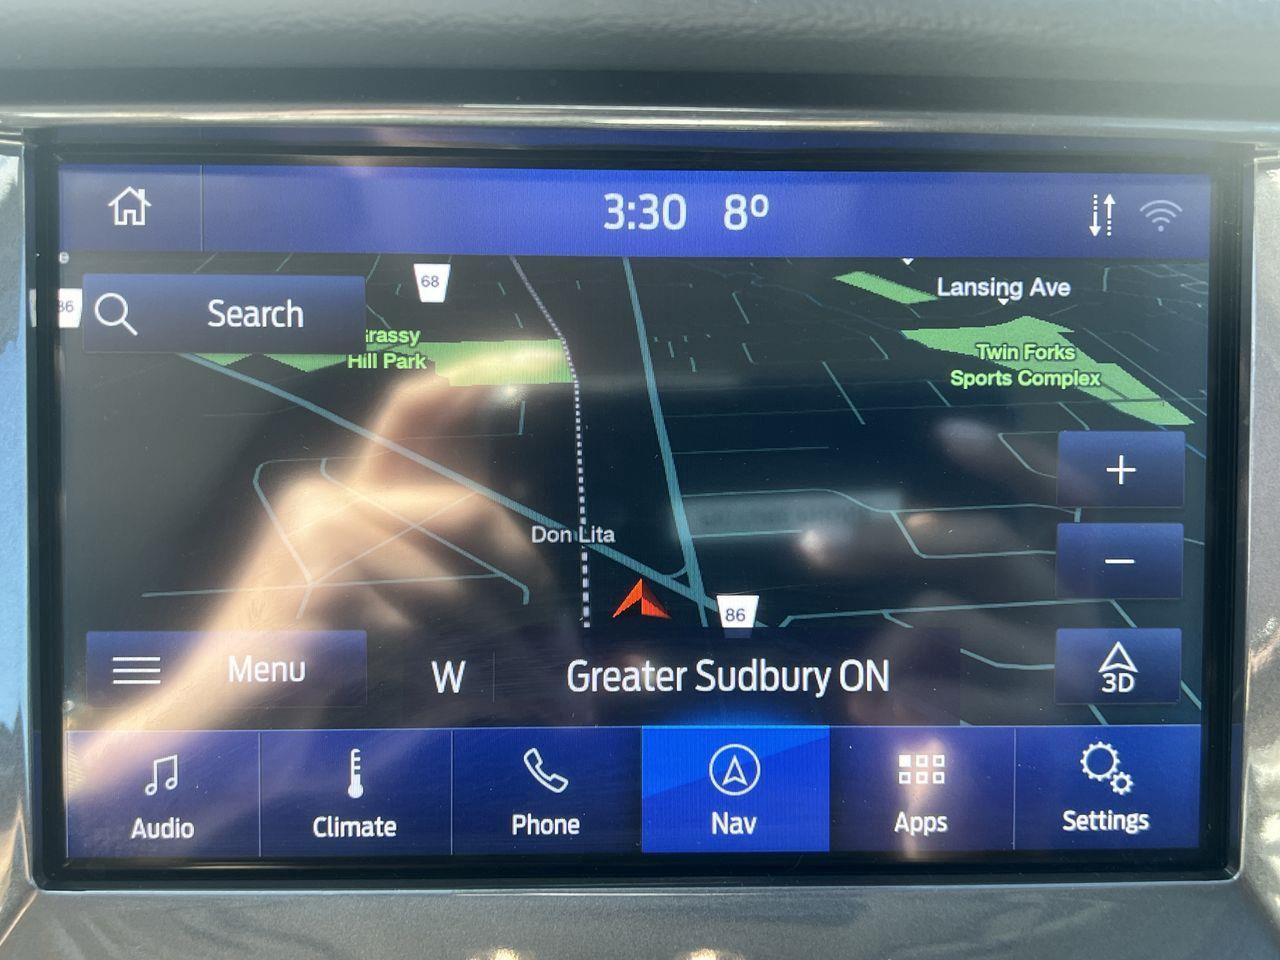 3:30 8°
e
68
Lansing Ave
86
Search
Grassy
Hill Park
Twin Forks
Sports Complex
+
−
Don Lita
86
Menu
W
Greater Sudbury ON
3D
Audio
Climate
Phone
Nav
Apps
Settings